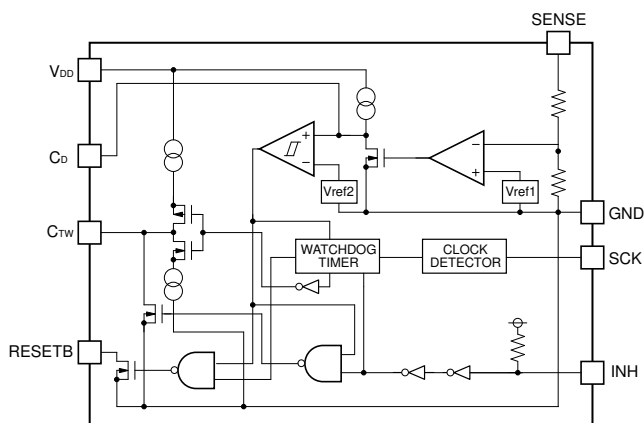 SENSE
VDD
CD
+
−
−
+
Vref2
Vref1
GND
CTW
WATCHDOG
TIMER
CLOCK
DETECTOR
SCK
RESETB
INH